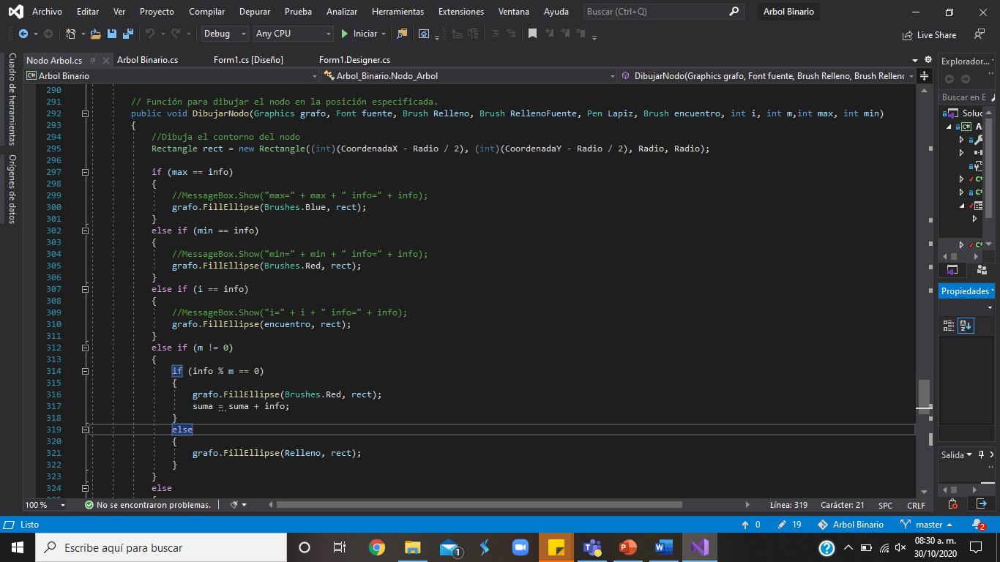 Archivo Editar Ver Proyecto Compilar Depurar Prueba Analizar Herramientas Extensiones Ventana Ayuda Buscar (Ctrl+Q) Arbol Binario
Debug Any CPU Iniciar Live Share
Cuadro de herramientas
Orígenes de datos
Nodo Arbol.cs Arbol Binario.cs Form1.cs [Diseño] Form1.Designer.cs
Arbol Binario Arbol_Binario.Nodo_Arbol DibujarNodo(Graphics grafo, Font fuente, Brush Relleno, Brush Rellen
290
291 // Función para dibujar el nodo en la posición especificada.
292 public void DibujarNodo(Graphics grafo, Font fuente, Brush Relleno, Brush RellenoFuente, Pen Lapiz, Brush encuentro, int i, int m,int max, int min)
293 {
294 //Dibuja el contorno del nodo
295 Rectangle rect = new Rectangle((int)(CoordenadaX - Radio / 2), (int)(CoordenadaY - Radio / 2), Radio, Radio);
296
297 if (max == info)
298 {
299 //MessageBox.Show("max=" + max + " info=" + info);
300 grafo.FillEllipse(Brushes.Blue, rect);
301 }
302 else if (min == info)
303 {
304 //MessageBox.Show("min=" + min + " info=" + info);
305 grafo.FillEllipse(Brushes.Red, rect);
306 }
307 else if (i == info)
308 {
309 //MessageBox.Show("i=" + i + " info=" + info);
310 grafo.FillEllipse(encuentro, rect);
311 }
312 else if (m != 0)
313 {
314 if (info % m == 0)
315 {
316 grafo.FillEllipse(Brushes.Red, rect);
317 suma = suma + info;
318 }
319 else
320 {
321 grafo.FillEllipse(Relleno, rect);
322 }
323 }
324 else
Explorador...
Buscar en E
Soluc
A
C#
Propiedades
Salida
100 % No se encontraron problemas. Línea: 319 Carácter: 21 SPC CRLF
Listo 0 19 Arbol Binario master 2
Escribe aquí para buscar 1 08:30 a. m.
30/10/2020